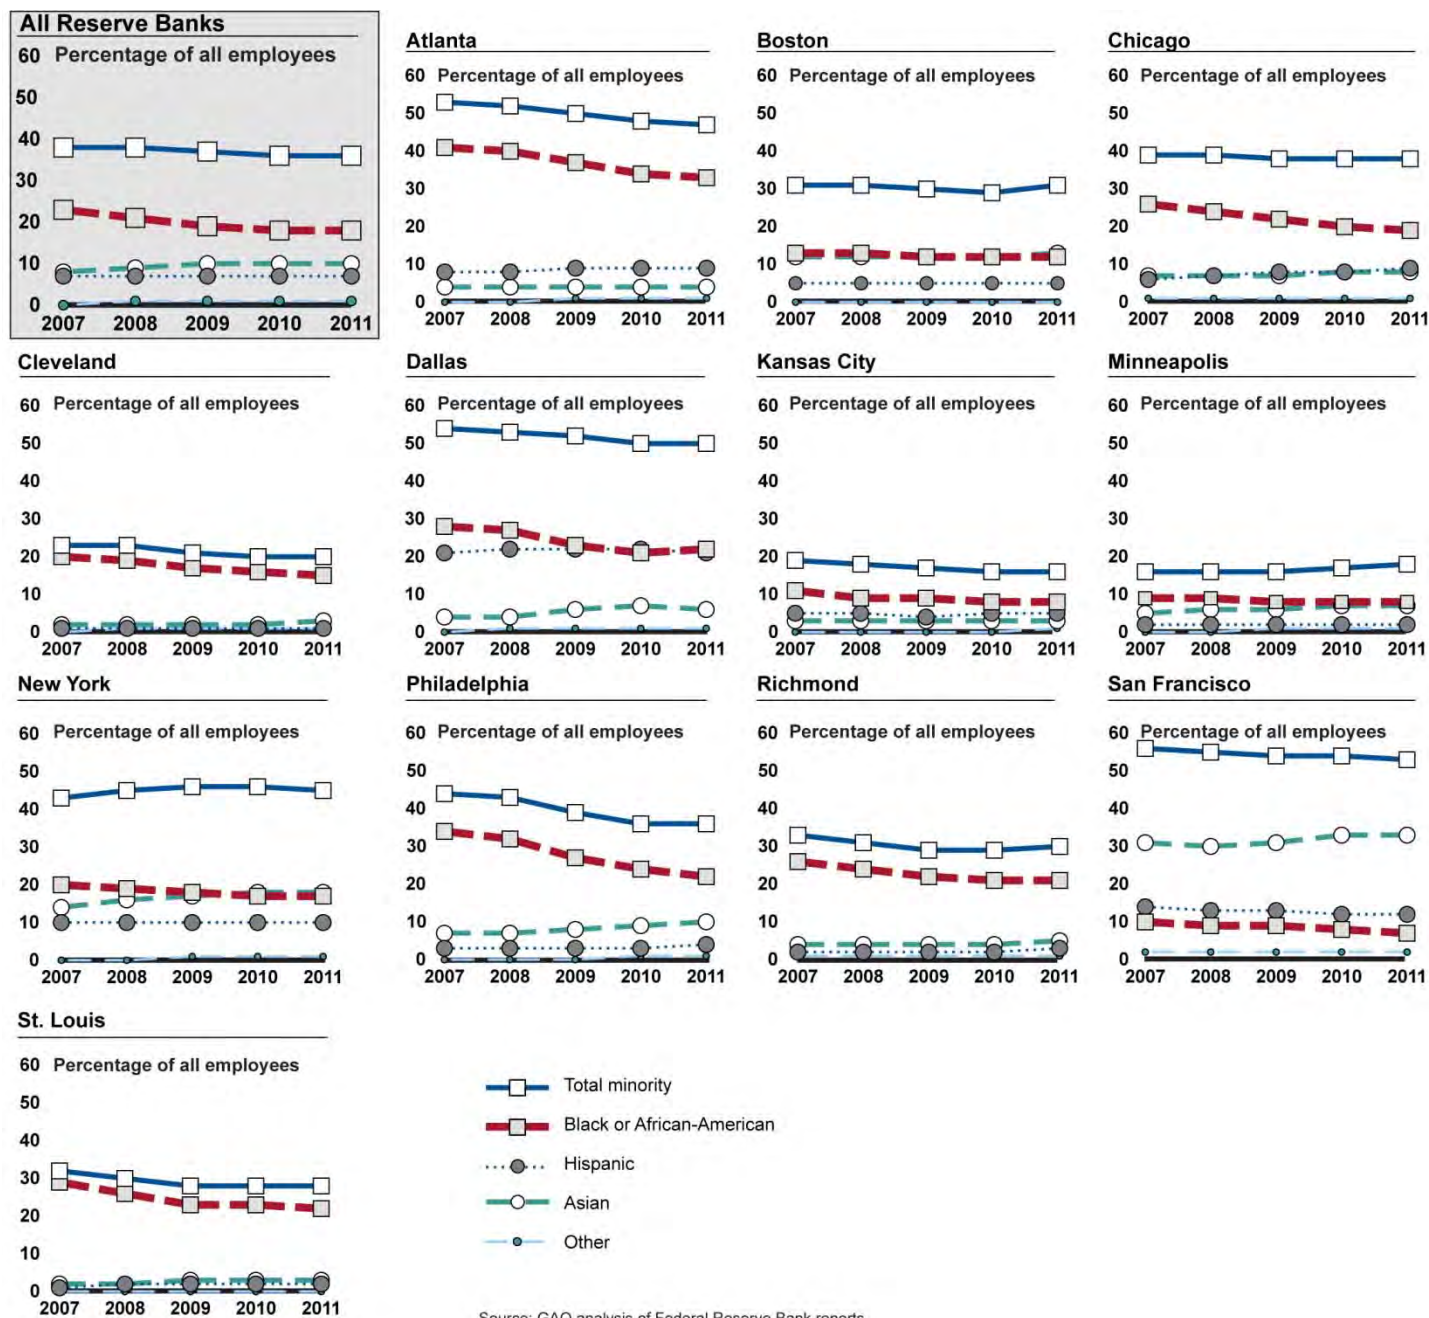 All Reserve Banks
Percentage of all employees
60
50
40
30
20
10
0
2007 2008 2009 2010 2011
Atlanta
60 Percentage of all employees
50
40
30
20
10
0
2007 2008 2009 2010 2011
Boston
60 Percentage of all employees
50
40
30
20
10
0
2007 2008 2009 2010 2011
Chicago
60 Percentage of all employees
50
40
30
20
10
0
2007 2008 2009 2010 2011
Cleveland
60 Percentage of all employees
50
40
30
20
10
0
2007 2008 2009 2010 2011
Dallas
60 Percentage of all employees
50
40
30
20
10
0
2007 2008 2009 2010 2011
Kansas City
60 Percentage of all employees
50
40
30
20
10
0
2007 2008 2009 2010 2011
Minneapolis
60 Percentage of all employees
50
40
30
20
10
0
2007 2008 2009 2010 2011
New York
60 Percentage of all employees
50
40
30
20
10
0
2007 2008 2009 2010 2011
Philadelphia
60 Percentage of all employees
50
40
30
20
10
0
2007 2008 2009 2010 2011
Richmond
60 Percentage of all employees
50
40
30
20
10
0
2007 2008 2009 2010 2011
San Francisco
60 Percentage of all employees
50
40
30
20
10
0
2007 2008 2009 2010 2011
St. Louis
60 Percentage of all employees
50
40
30
20
10
0
2007 2008 2009 2010 2011
Total minority
Black or African-American
Hispanic
Asian
Other
Source: GAO analysis of Federal Reserve Bank reports